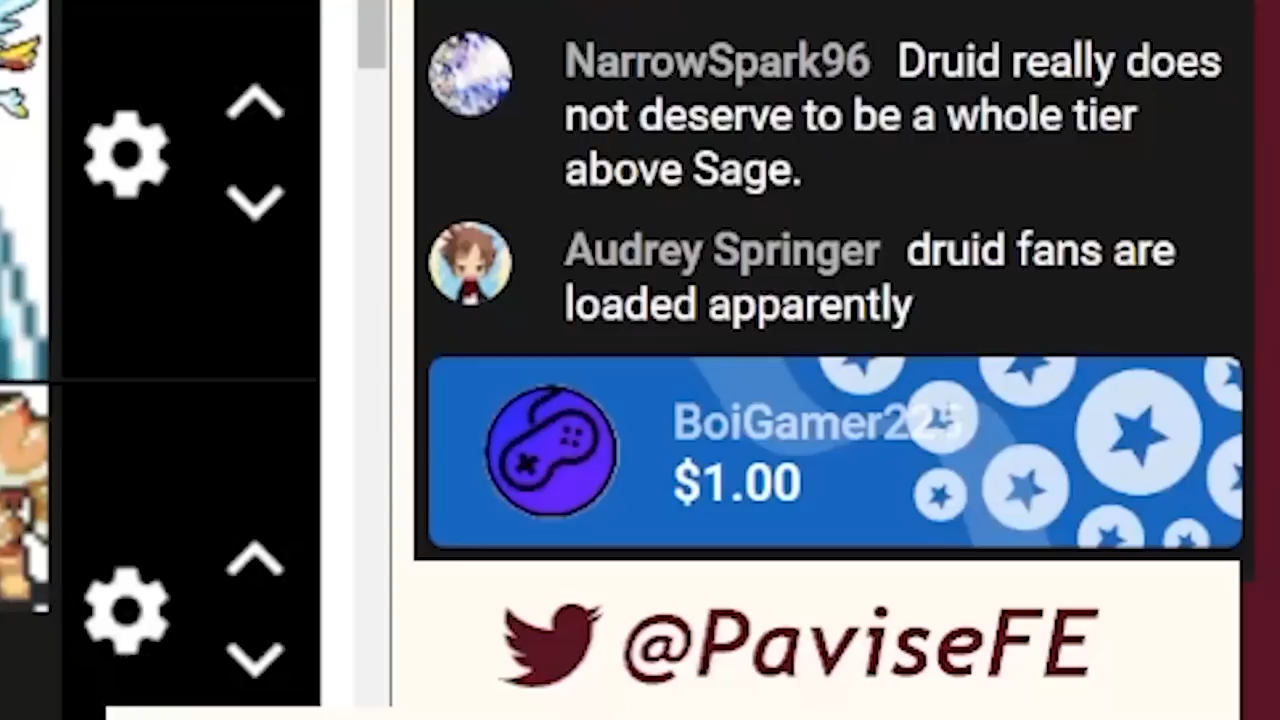 NarrowSpark96 Druid really does
not deserve to be a whole tier
above Sage.
Audrey Springer druid fans are
loaded apparently
BoiGamer225
$1.00
@PaviseFE